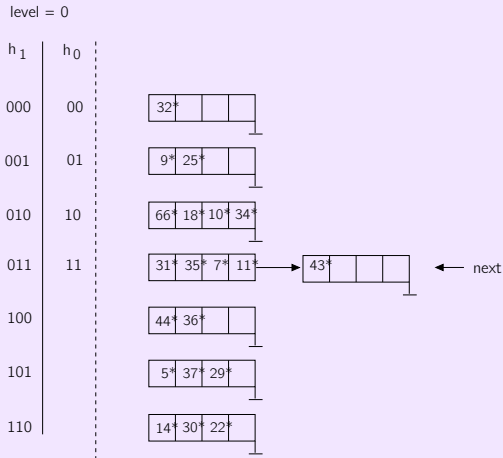 level = 0
h1 h0
000 00 32*
001 01 9* 25*
010 10 66* 18* 10* 34*
011 11 31* 35* 7* 11* 43* next
100 44* 36*
101 5* 37* 29*
110 14* 30* 22*